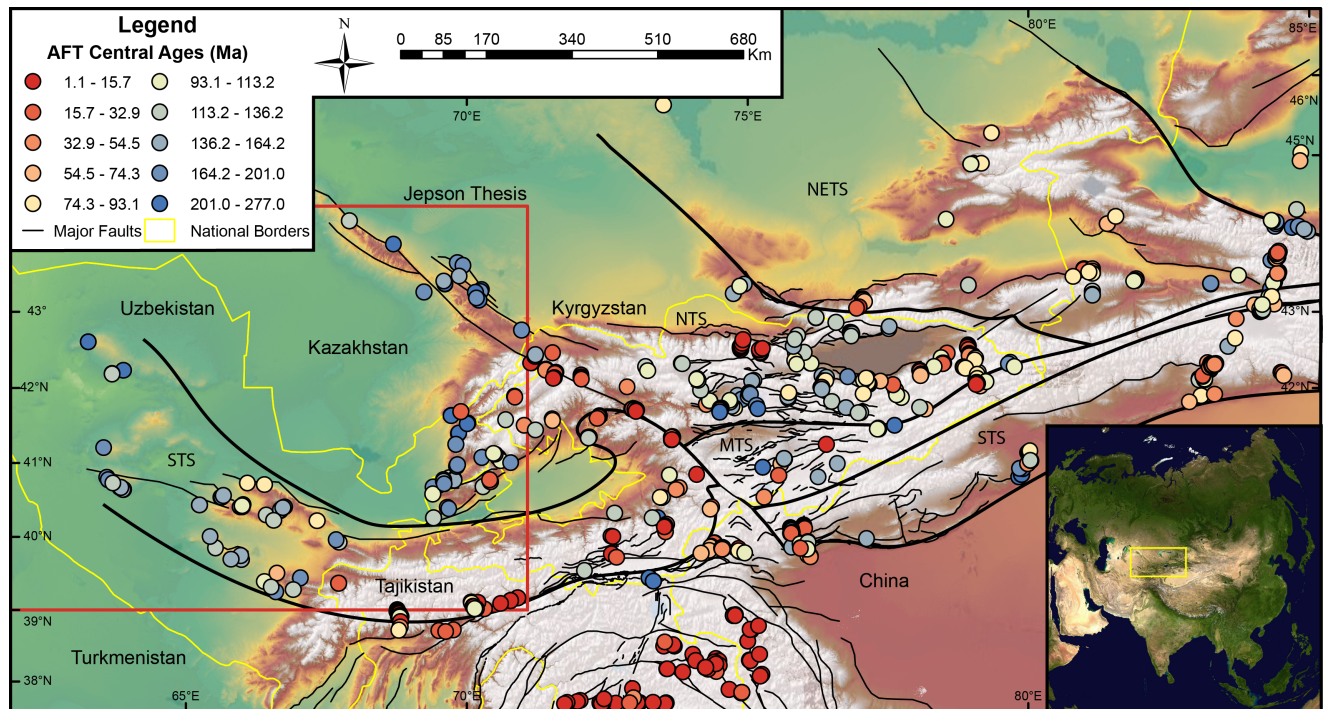 Legend
AFT Central Ages (Ma)
1.1 - 15.7
93.1 - 113.2
15.7 - 32.9
113.2 - 136.2
32.9 - 54.5
136.2 - 164.2
54.5 - 74.3
164.2 - 201.0
74.3 - 93.1
201.0 - 277.0
Major Faults
National Borders
N
0 85 170 340 510 680
Km
80°E
85°E
70°E
75°E
46°N
45°N
Jepson Thesis
NETS
Uzbekistan
Kazakhstan
Kyrgyzstan
NTS
43°
43°N
42°N
42°N
STS
MTS
STS
41°N
40°N
Tajikistan
China
39°N
Turkmenistan
38°N
65°E
70°E
80°E